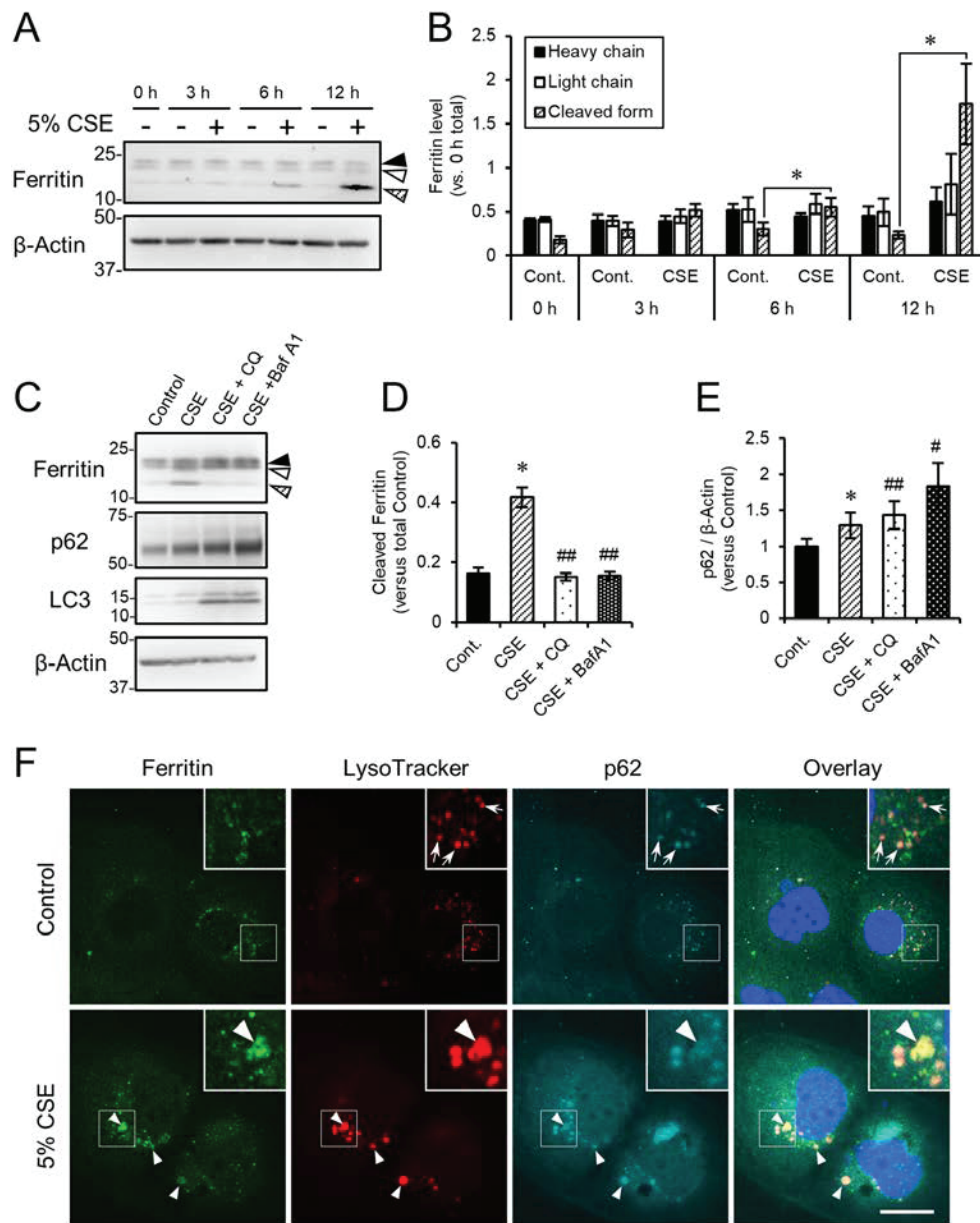 A
0 h 3 h 6 h 12 h
5% CSE - - + - + - +
Ferritin
25
10
β-Actin
50
37
B
Ferritin level
(vs. 0 h total)
2.5
2
1.5
1
0.5
0
Heavy chain
Light chain
Cleaved form
*
*
Cont. Cont. CSE Cont. CSE Cont. CSE
0 h 3 h 6 h 12 h
C
Control
CSE
CSE + CQ
CSE +Baf A1
Ferritin
25
10
p62
75
50
LC3
15
10
β-Actin
50
37
D
Cleaved Ferritin
(versus total Control)
0.6
0.4
0.2
0
*
##
##
Cont.
CSE
CSE + CQ
CSE + BafA1
E
p62 / β-Actin
(versus Control)
2.5
2
1.5
1
0.5
0
*
##
#
Cont.
CSE
CSE + CQ
CSE + BafA1
F
Ferritin LysoTracker p62 Overlay
Control
5% CSE